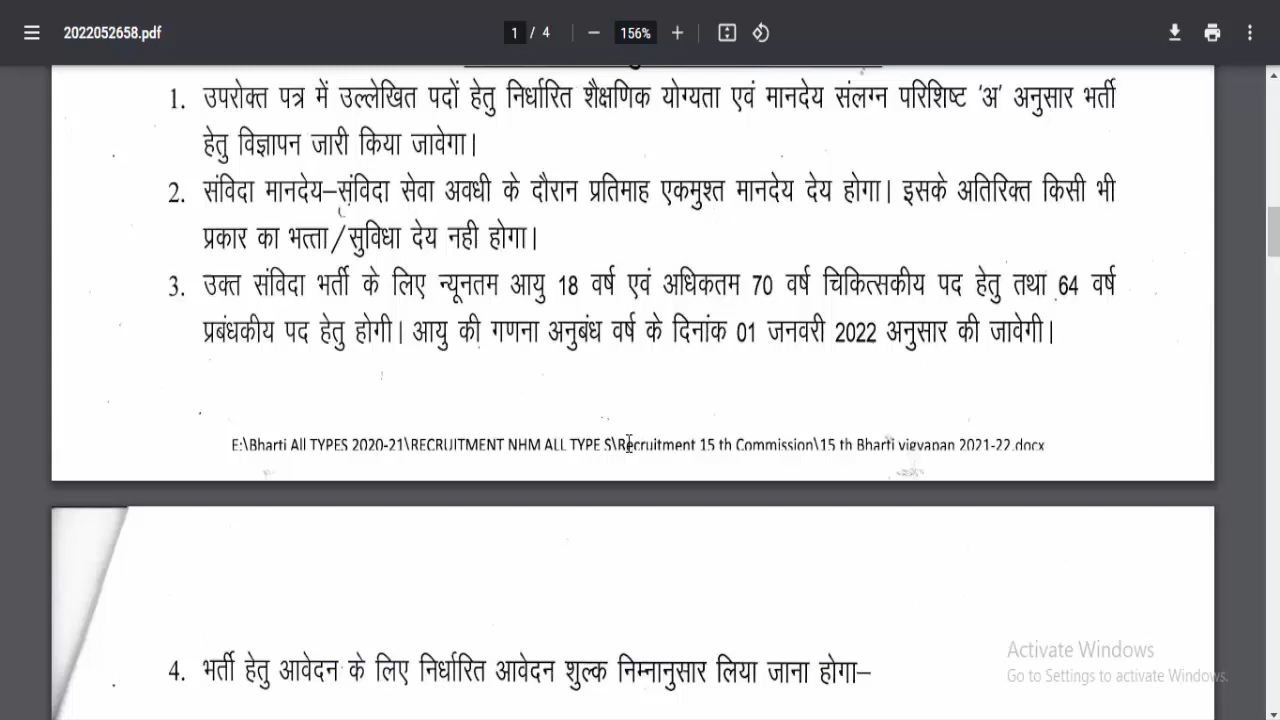 2022052658.pdf
1 / 4
156%
1. उपरोक्त पत्र में उल्लेखित पदों हेतु निर्धारित शैक्षणिक योग्यता एवं मानदेय संलग्न परिशिष्ट 'अ' अनुसार भर्ती
हेतु विज्ञापन जारी किया जावेगा।
2. संविदा मानदेय–संविदा सेवा अवधी के दौरान प्रतिमाह एकमुश्त मानदेय देय होगा। इसके अतिरिक्त किसी भी
प्रकार का भत्ता/सुविधा देय नही होगा।
3. उक्त संविदा भर्ती के लिए न्यूनतम आयु 18 वर्ष एवं अधिकतम 70 वर्ष चिकित्सकीय पद हेतु तथा 64 वर्ष
प्रबंधकीय पद हेतु होगी। आयु की गणना अनुबंध वर्ष के दिनांक 01 जनवरी 2022 अनुसार की जावेगी।
E:\Bharti All TYPES 2020-21\RECRUITMENT NHM ALL TYPE S\Recruitment 15 th Commission\15 th Bharti vigyapan 2021-22.docx
4. भर्ती हेतु आवेदन के लिए निर्धारित आवेदन शुल्क निम्नानुसार लिया जाना होगा–
Activate Windows
Go to Settings to activate Windows.